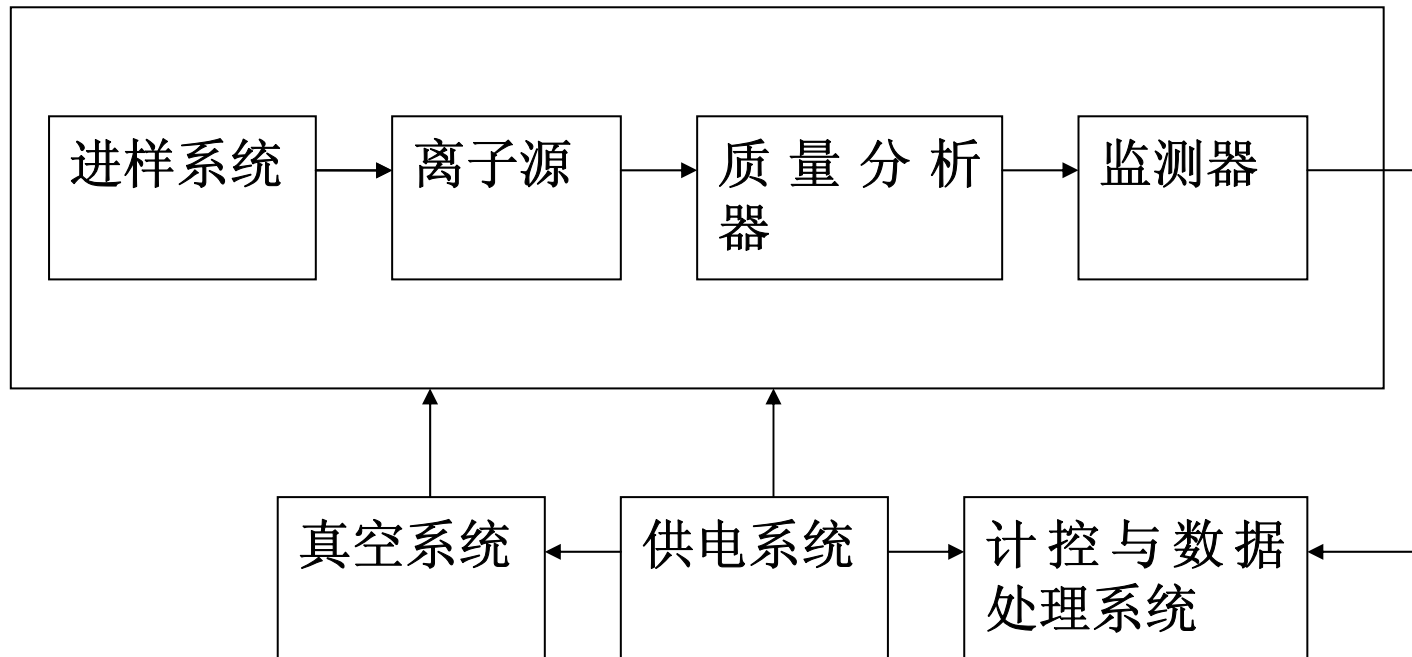 进样系统
离子源
质量分析
器
监测器
真空系统
供电系统
计控与数据
处理系统